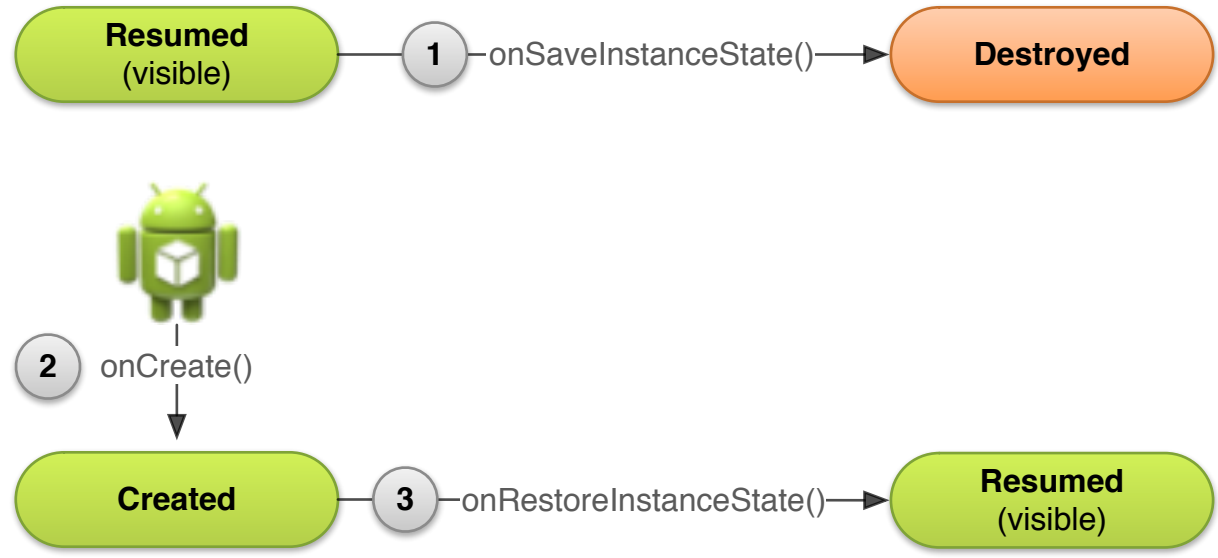 Resumed
(visible)
1
onSaveInstanceState()
Destroyed
2
onCreate()
Created
3
onRestoreInstanceState()
Resumed
(visible)